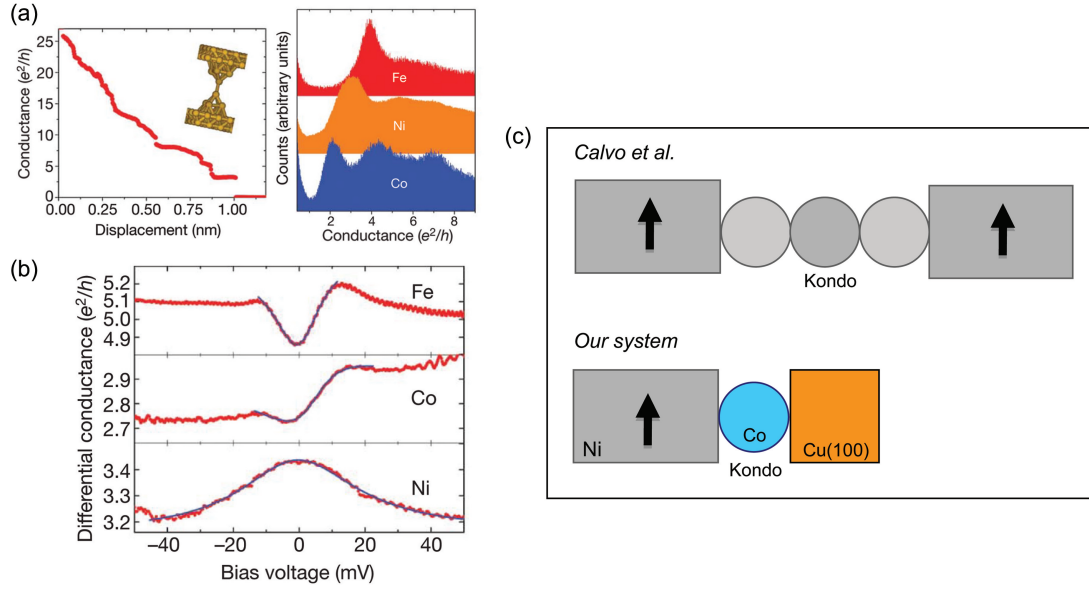 (a)
Conductance (e²/h)
25
20
15
10
5
0
0.00 0.25 0.50 0.75 1.00
Displacement (nm)
Counts (arbitrary units)
Fe
Ni
Co
2 4 6 8
Conductance (e²/h)
(b)
Differential conductance (e²/h)
5.2
5.1
5.0
4.9
Fe
2.9
2.8
2.7
Co
3.4
3.3
3.2
Ni
−40 −20 0 20 40
Bias voltage (mV)
(c)
Calvo et al.
Kondo
Our system
Ni
Co
Cu(100)
Kondo